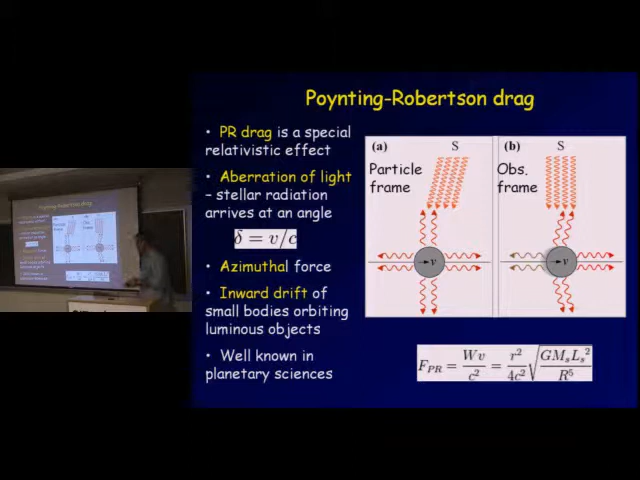 Poynting-Robertson drag
• PR drag is a special
relativistic effect
• Aberration of light
– stellar radiation
arrives at an angle
δ = v/c
• Azimuthal force
• Inward drift of
small bodies orbiting
luminous objects
• Well known in
planetary sciences
(a) S
Particle
frame
v
(b) S
Obs.
frame
v
F_PR = Wv/c² = r²/4c² √(GM_sL_s²/R⁵)